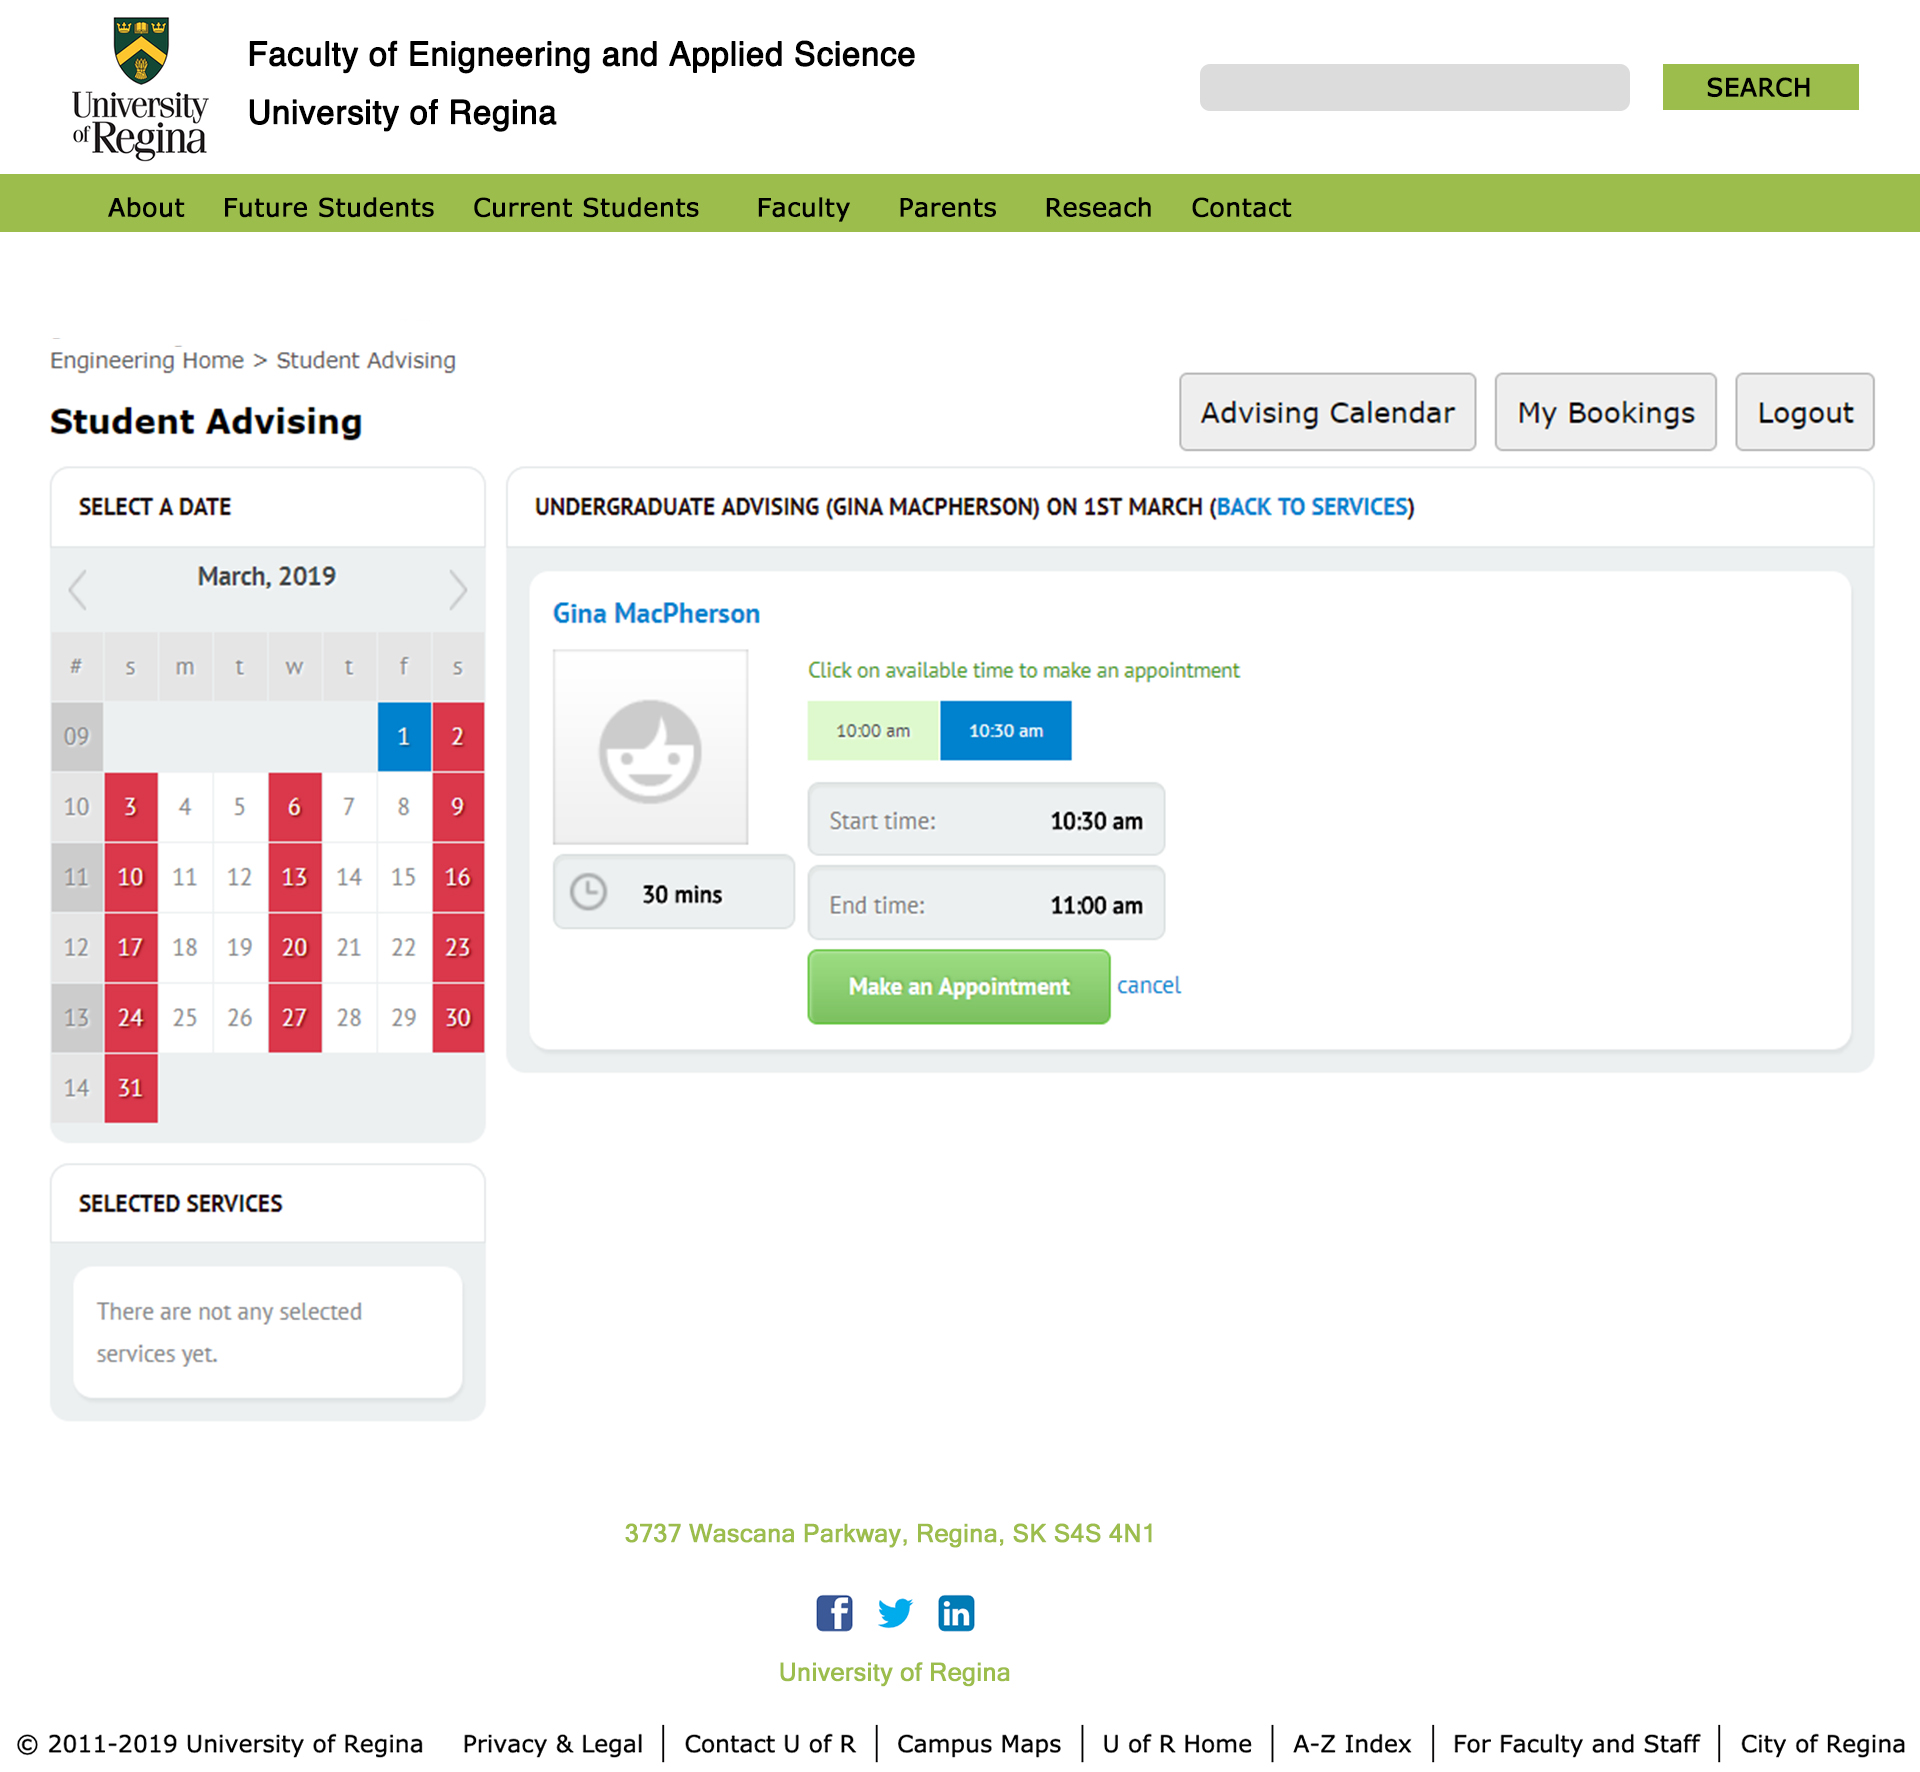 University
of Regina
Faculty of Enigneering and Applied Science
University of Regina
SEARCH
About Future Students Current Students Faculty Parents Reseach Contact
Engineering Home > Student Advising
Student Advising
Advising Calendar My Bookings Logout
SELECT A DATE
March, 2019
# s m t w t f s
09 1 2
10 3 4 5 6 7 8 9
11 10 11 12 13 14 15 16
12 17 18 19 20 21 22 23
13 24 25 26 27 28 29 30
14 31
SELECTED SERVICES
There are not any selected
services yet.
UNDERGRADUATE ADVISING (GINA MACPHERSON) ON 1ST MARCH (BACK TO SERVICES)
Gina MacPherson
30 mins
Click on available time to make an appointment
10:00 am 10:30 am
Start time: 10:30 am
End time: 11:00 am
Make an Appointment cancel
3737 Wascana Parkway, Regina, SK S4S 4N1
f in
University of Regina
© 2011-2019 University of Regina Privacy & Legal Contact U of R Campus Maps U of R Home A-Z Index For Faculty and Staff City of Regina